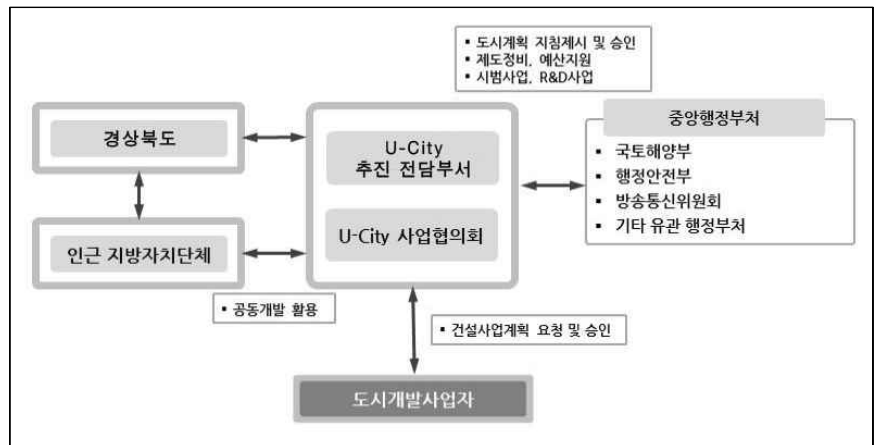 ▪ 도시계획 지침제시 및 승인
▪ 제도정비, 예산지원
▪ 시범사업, R&D사업
경상북도
U-City
추진 전담부서
중앙행정부처
▪ 국토해양부
▪ 행정안전부
▪ 방송통신위원회
▪ 기타 유관 행정부처
인근 지방자치단체
U-City 사업협의회
▪ 공동개발 활용
▪ 건설사업계획 요청 및 승인
도시개발사업자